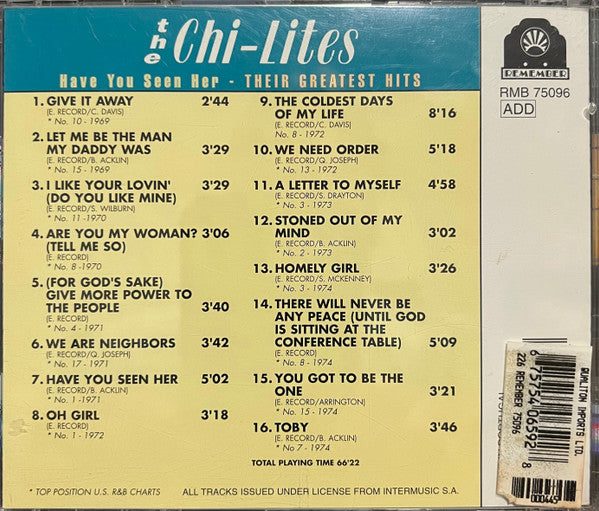 the Chi-Lites
Have You Seen Her - THEIR GREATEST HITS
1. GIVE IT AWAY 2'44
(E. RECORD/C. DAVIS)
* No. 10 - 1969
2. LET ME BE THE MAN
MY DADDY WAS 3'29
(E. RECORD/B. ACKLIN)
* No. 15 - 1969
3. I LIKE YOUR LOVIN'
(DO YOU LIKE MINE) 3'29
(E. RECORD/S. WILBURN)
* No. 11 -1970
4. ARE YOU MY WOMAN? 3'06
(TELL ME SO)
(E. RECORD)
* No. 8 -1970
5. (FOR GOD'S SAKE)
GIVE MORE POWER TO
THE PEOPLE 3'40
(E. RECORD)
* No. 4 - 1971
6. WE ARE NEIGHBORS 3'42
(E. RECORD/Q. JOSEPH)
* No. 17 - 1971
7. HAVE YOU SEEN HER 5'02
(E. RECORD/B. ACKLIN)
* No. 1 -1971
8. OH GIRL 3'18
(E. RECORD)
* No. 1 - 1972
9. THE COLDEST DAYS
OF MY LIFE 8'16
(E. RECORD/C. DAVIS)
No. 8 - 1972
10. WE NEED ORDER 5'18
(E. RECORD/Q. JOSEPH)
* No. 13 - 1972
11. A LETTER TO MYSELF 4'58
(E. RECORD/S. DRAYTON)
* No. 3 - 1973
12. STONED OUT OF MY
MIND 3'02
(E. RECORD/B. ACKLIN)
* No. 2 - 1973
13. HOMELY GIRL 3'26
(E. RECORD/S. MCKENNEY)
* No. 3 - 1974
14. THERE WILL NEVER BE
ANY PEACE (UNTIL GOD
IS SITTING AT THE
CONFERENCE TABLE) 5'09
(E. RECORD)
* No. 8 - 1974
15. YOU GOT TO BE THE
ONE 3'21
(E. RECORD/ARRINGTON)
* No. 15 - 1974
16. TOBY 3'46
(E. RECORD/B. ACKLIN)
* No 7 - 1974
TOTAL PLAYING TIME 66'22
* TOP POSITION U.S. R&B CHARTS
ALL TRACKS ISSUED UNDER LICENSE FROM INTERMUSIC S.A.
REMEMBER
RMB 75096
ADD
QUALITON IMPORTS LTD.
226 REMEMBER 75096
6 75754 06592 8
000445